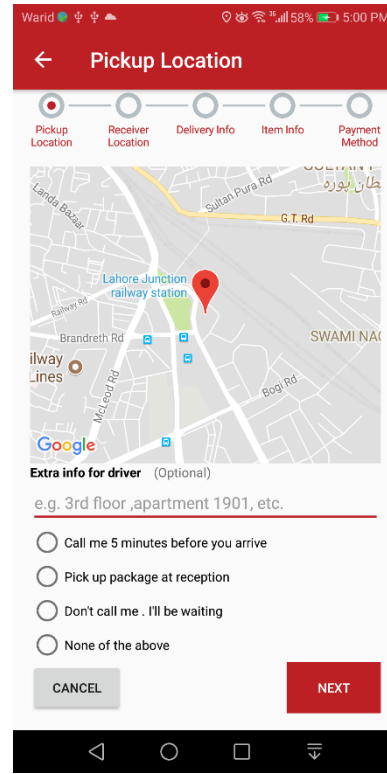 Warid 58% 5:00 PM
Pickup Location
Pickup
Location
Receiver
Location
Delivery Info
Item Info
Payment
Method
Landa Bazaar
Sultan Pura Rd
طان پورہ
G.T. Rd
Lahore Junction
railway station
Railway Rd
Brandreth Rd
SWAMI NAG
ilway
Lines
McLeod Rd
Bogi Rd
Google
Extra info for driver (Optional)
e.g. 3rd floor ,apartment 1901, etc.
Call me 5 minutes before you arrive
Pick up package at reception
Don't call me . I'll be waiting
None of the above
CANCEL
NEXT